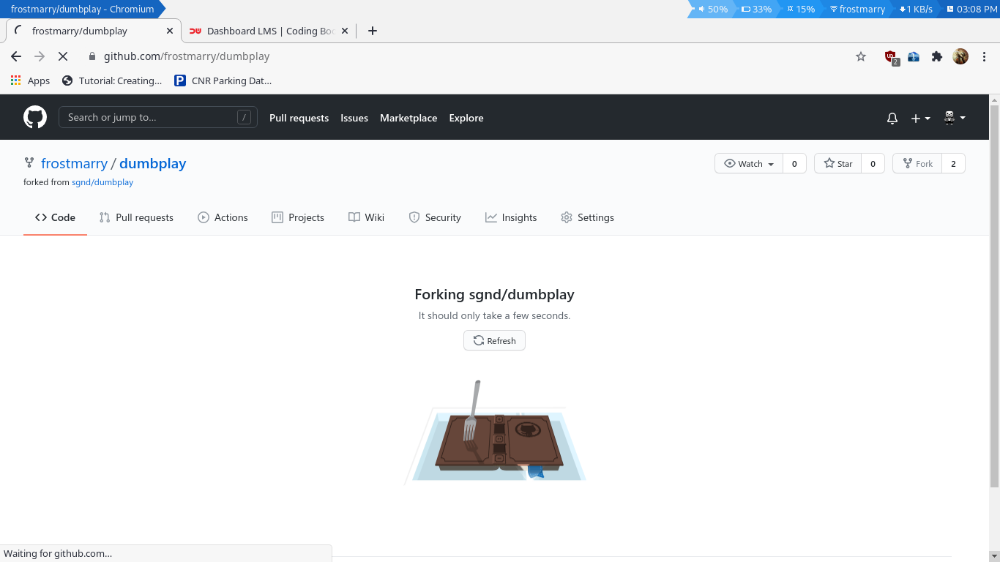 frostmarry/dumbplay - Chromium
50%
33%
15%
frostmarry
1 KB/s
03:08 PM
frostmarry/dumbplay
Dashboard LMS | Coding Boo
github.com/frostmarry/dumbplay
2
Apps
Tutorial: Creating...
CNR Parking Dat...
Search or jump to...
/
Pull requests
Issues
Marketplace
Explore
frostmarry / dumbplay
Watch
0
Star
0
Fork
2
forked from sgnd/dumbplay
Code
Pull requests
Actions
Projects
Wiki
Security
Insights
Settings
Forking sgnd/dumbplay
It should only take a few seconds.
Refresh
Waiting for github.com...